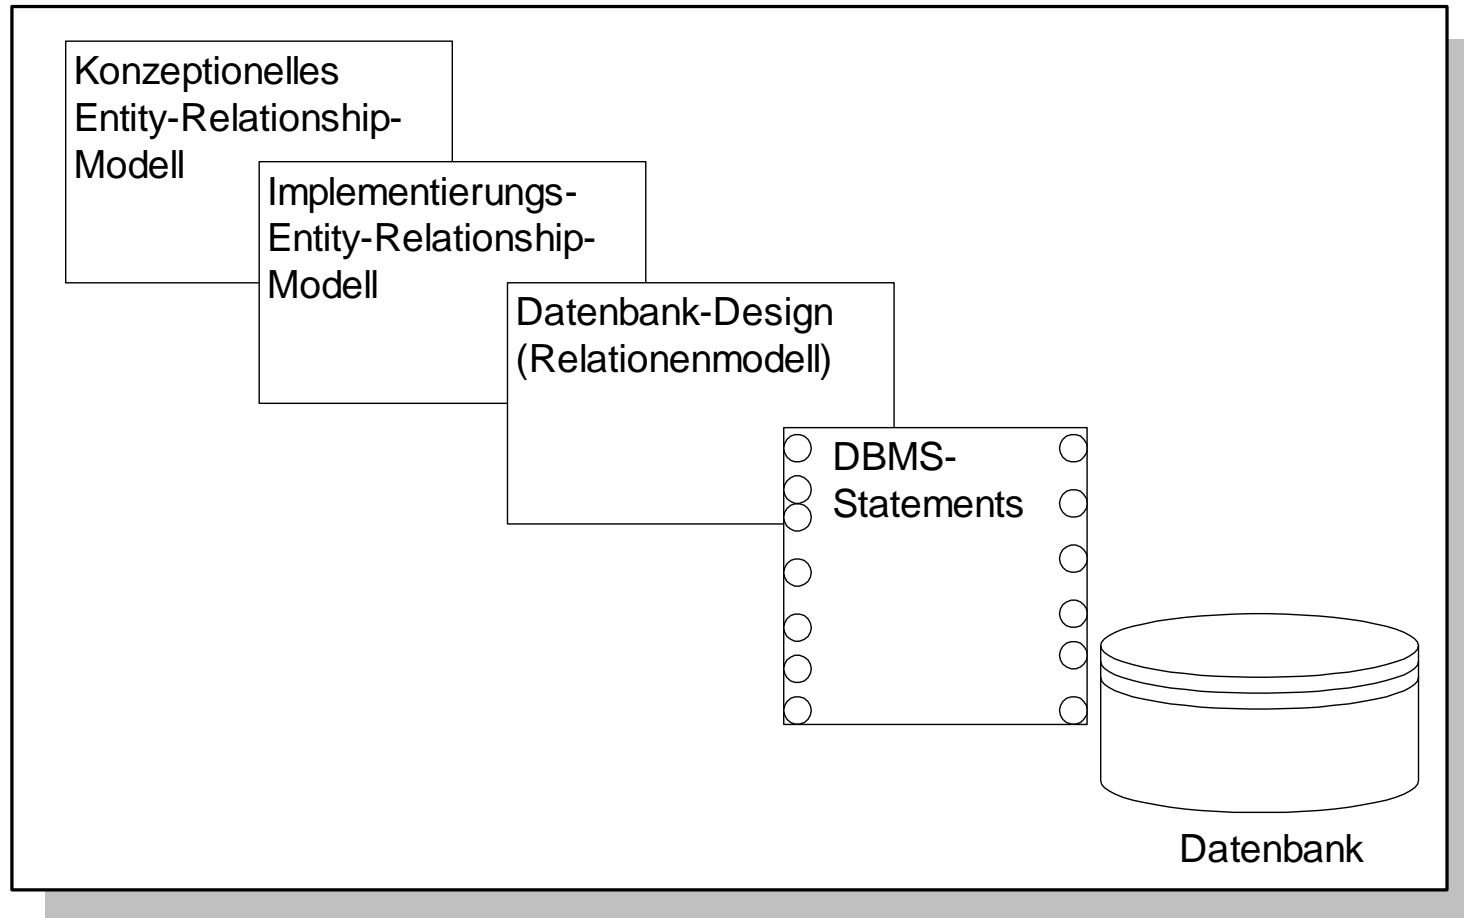 Konzeptionelles
Entity-Relationship-
Modell
Implementierungs-
Entity-Relationship-
Modell
Datenbank-Design
(Relationenmodell)
DBMS-
Statements
Datenbank